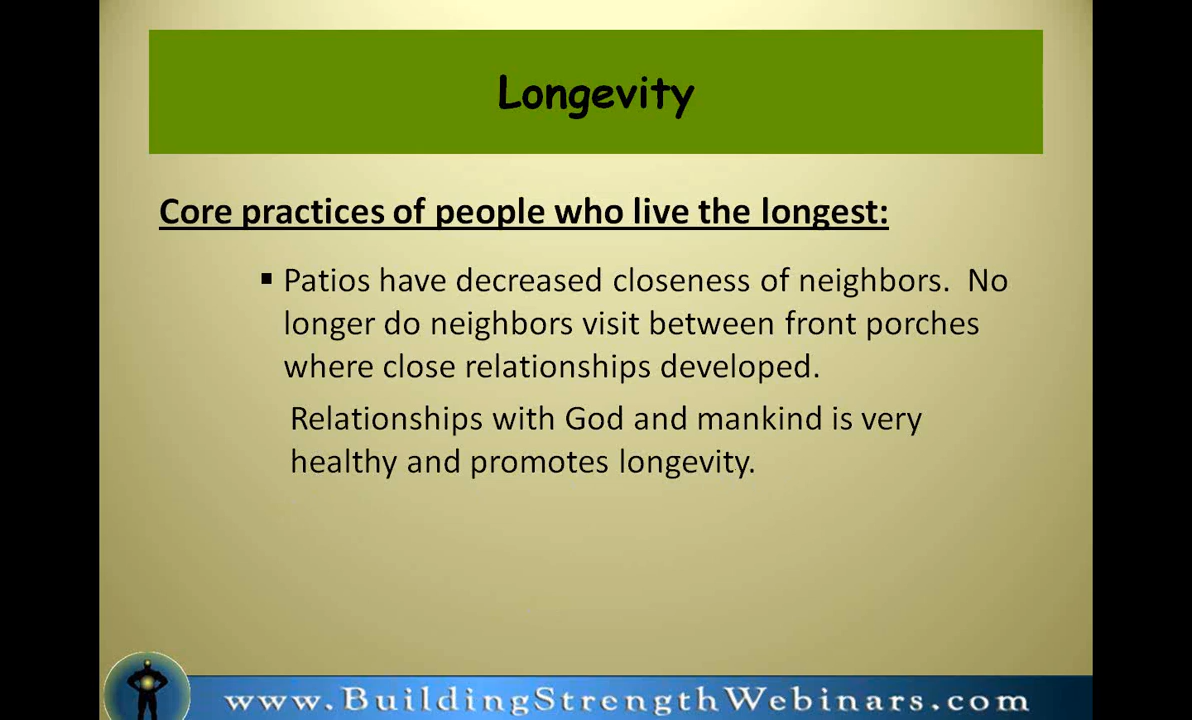 Longevity
Core practices of people who live the longest:
▪ Patios have decreased closeness of neighbors.  No
longer do neighbors visit between front porches
where close relationships developed.
Relationships with God and mankind is very
healthy and promotes longevity.
www.BuildingStrengthWebinars.com